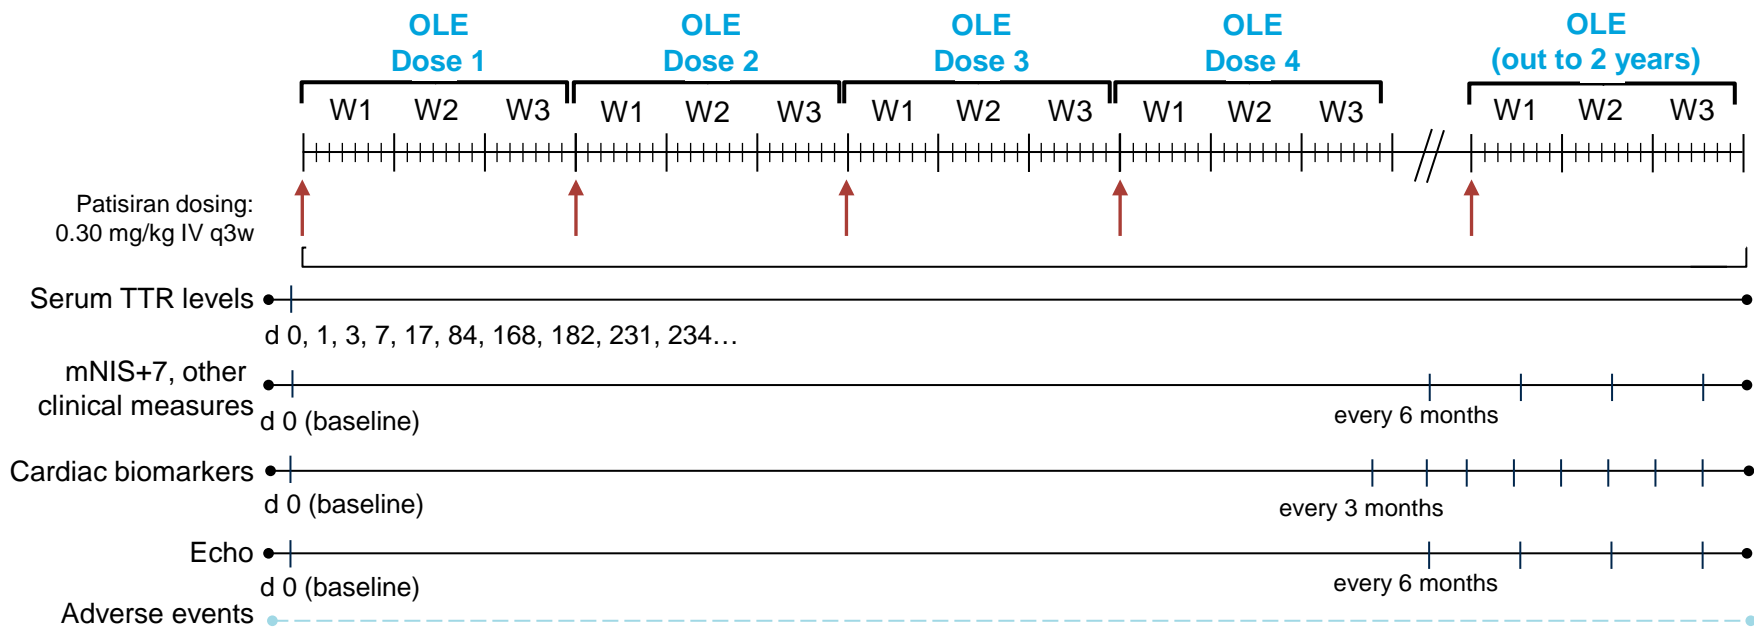 OLE
Dose 1
OLE
Dose 2
OLE
Dose 3
OLE
Dose 4
OLE
(out to 2 years)
W1 W2 W3 W1 W2 W3 W1 W2 W3 W1 W2 W3 W1 W2 W3
Patisiran dosing:
0.30 mg/kg IV q3w
Serum TTR levels
d 0, 1, 3, 7, 17, 84, 168, 182, 231, 234…
mNIS+7, other
clinical measures
d 0 (baseline)
every 6 months
Cardiac biomarkers
d 0 (baseline)
every 3 months
Echo
d 0 (baseline)
every 6 months
Adverse events